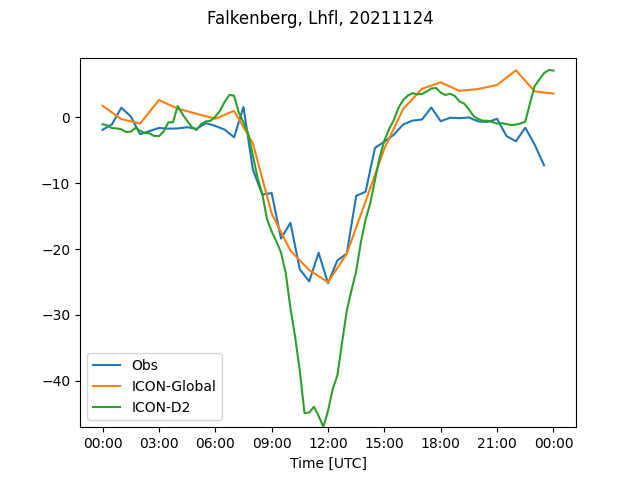 Falkenberg, Lhfl, 20211124
0
−10
−20
−30
−40
Obs
ICON-Global
ICON-D2
00:00 03:00 06:00 09:00 12:00 15:00 18:00 21:00 00:00
Time [UTC]